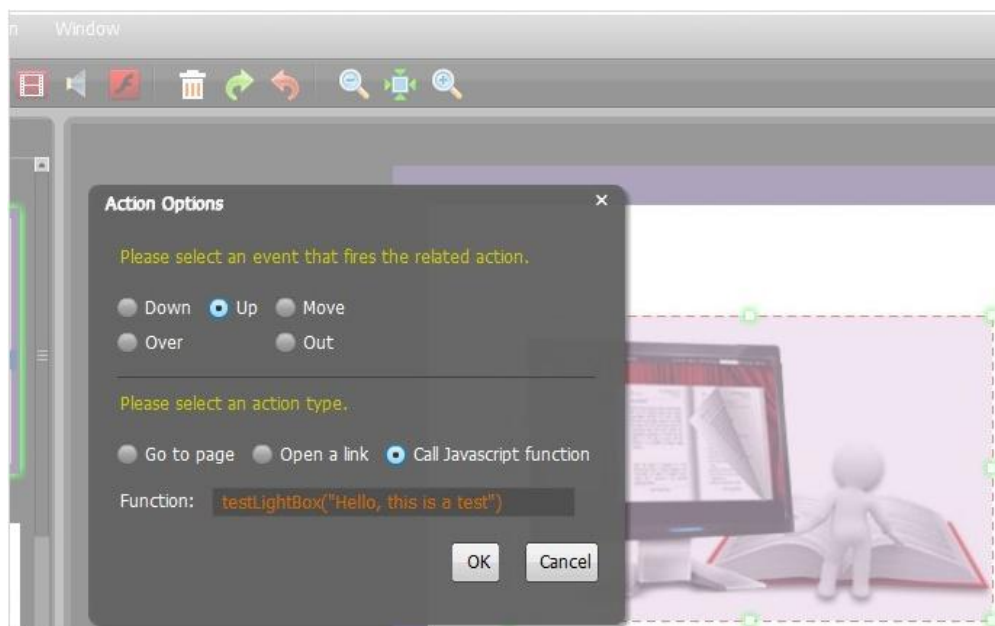 n Window
Action Options
Please select an event that fires the related action.
Down Up Move
Over Out
Please select an action type.
Go to page Open a link Call Javascript function
Function: testLightBox("Hello, this is a test")
OK Cancel